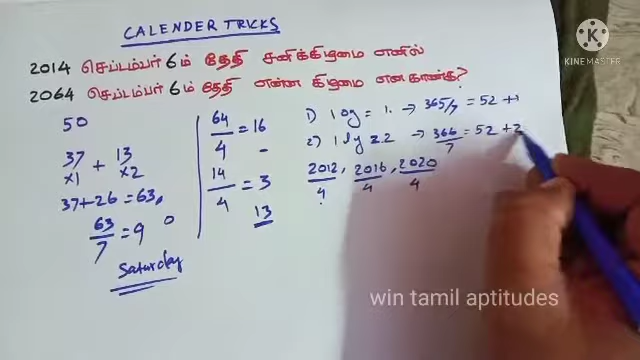 CALENDER TRICKS
2014 செப்டம்பர் 6ம் தேதி சனிக்கிழமை எனில்
2064 செப்டம்பர் 6ம் தேதி என்ன கிழமை எனகாண்க?
50
37 + 13
×1 ×2
37+26 = 63
63/7 = 9 0
Saturday
64/4 = 16
14/4 = 3
13
1) 1 oy = 1. → 365/7 = 52 + 1
2) 1 ly = 2 → 366/7 = 52 + 2
2012/4, 2016/4, 2020/4
KINEMASTER
win tamil aptitudes